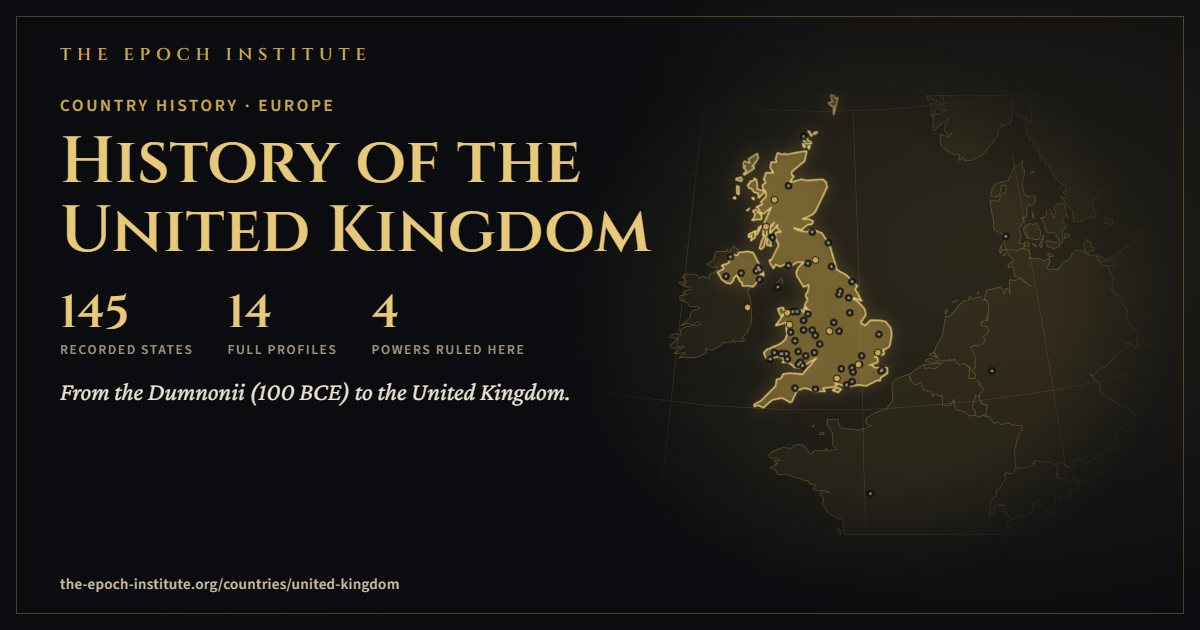 THE EPOCH INSTITUTE
COUNTRY HISTORY · EUROPE
HISTORY OF THE
UNITED KINGDOM
145 14 4
RECORDED STATES FULL PROFILES POWERS RULED HERE
From the Dumnonii (100 BCE) to the United Kingdom.
the-epoch-institute.org/countries/united-kingdom